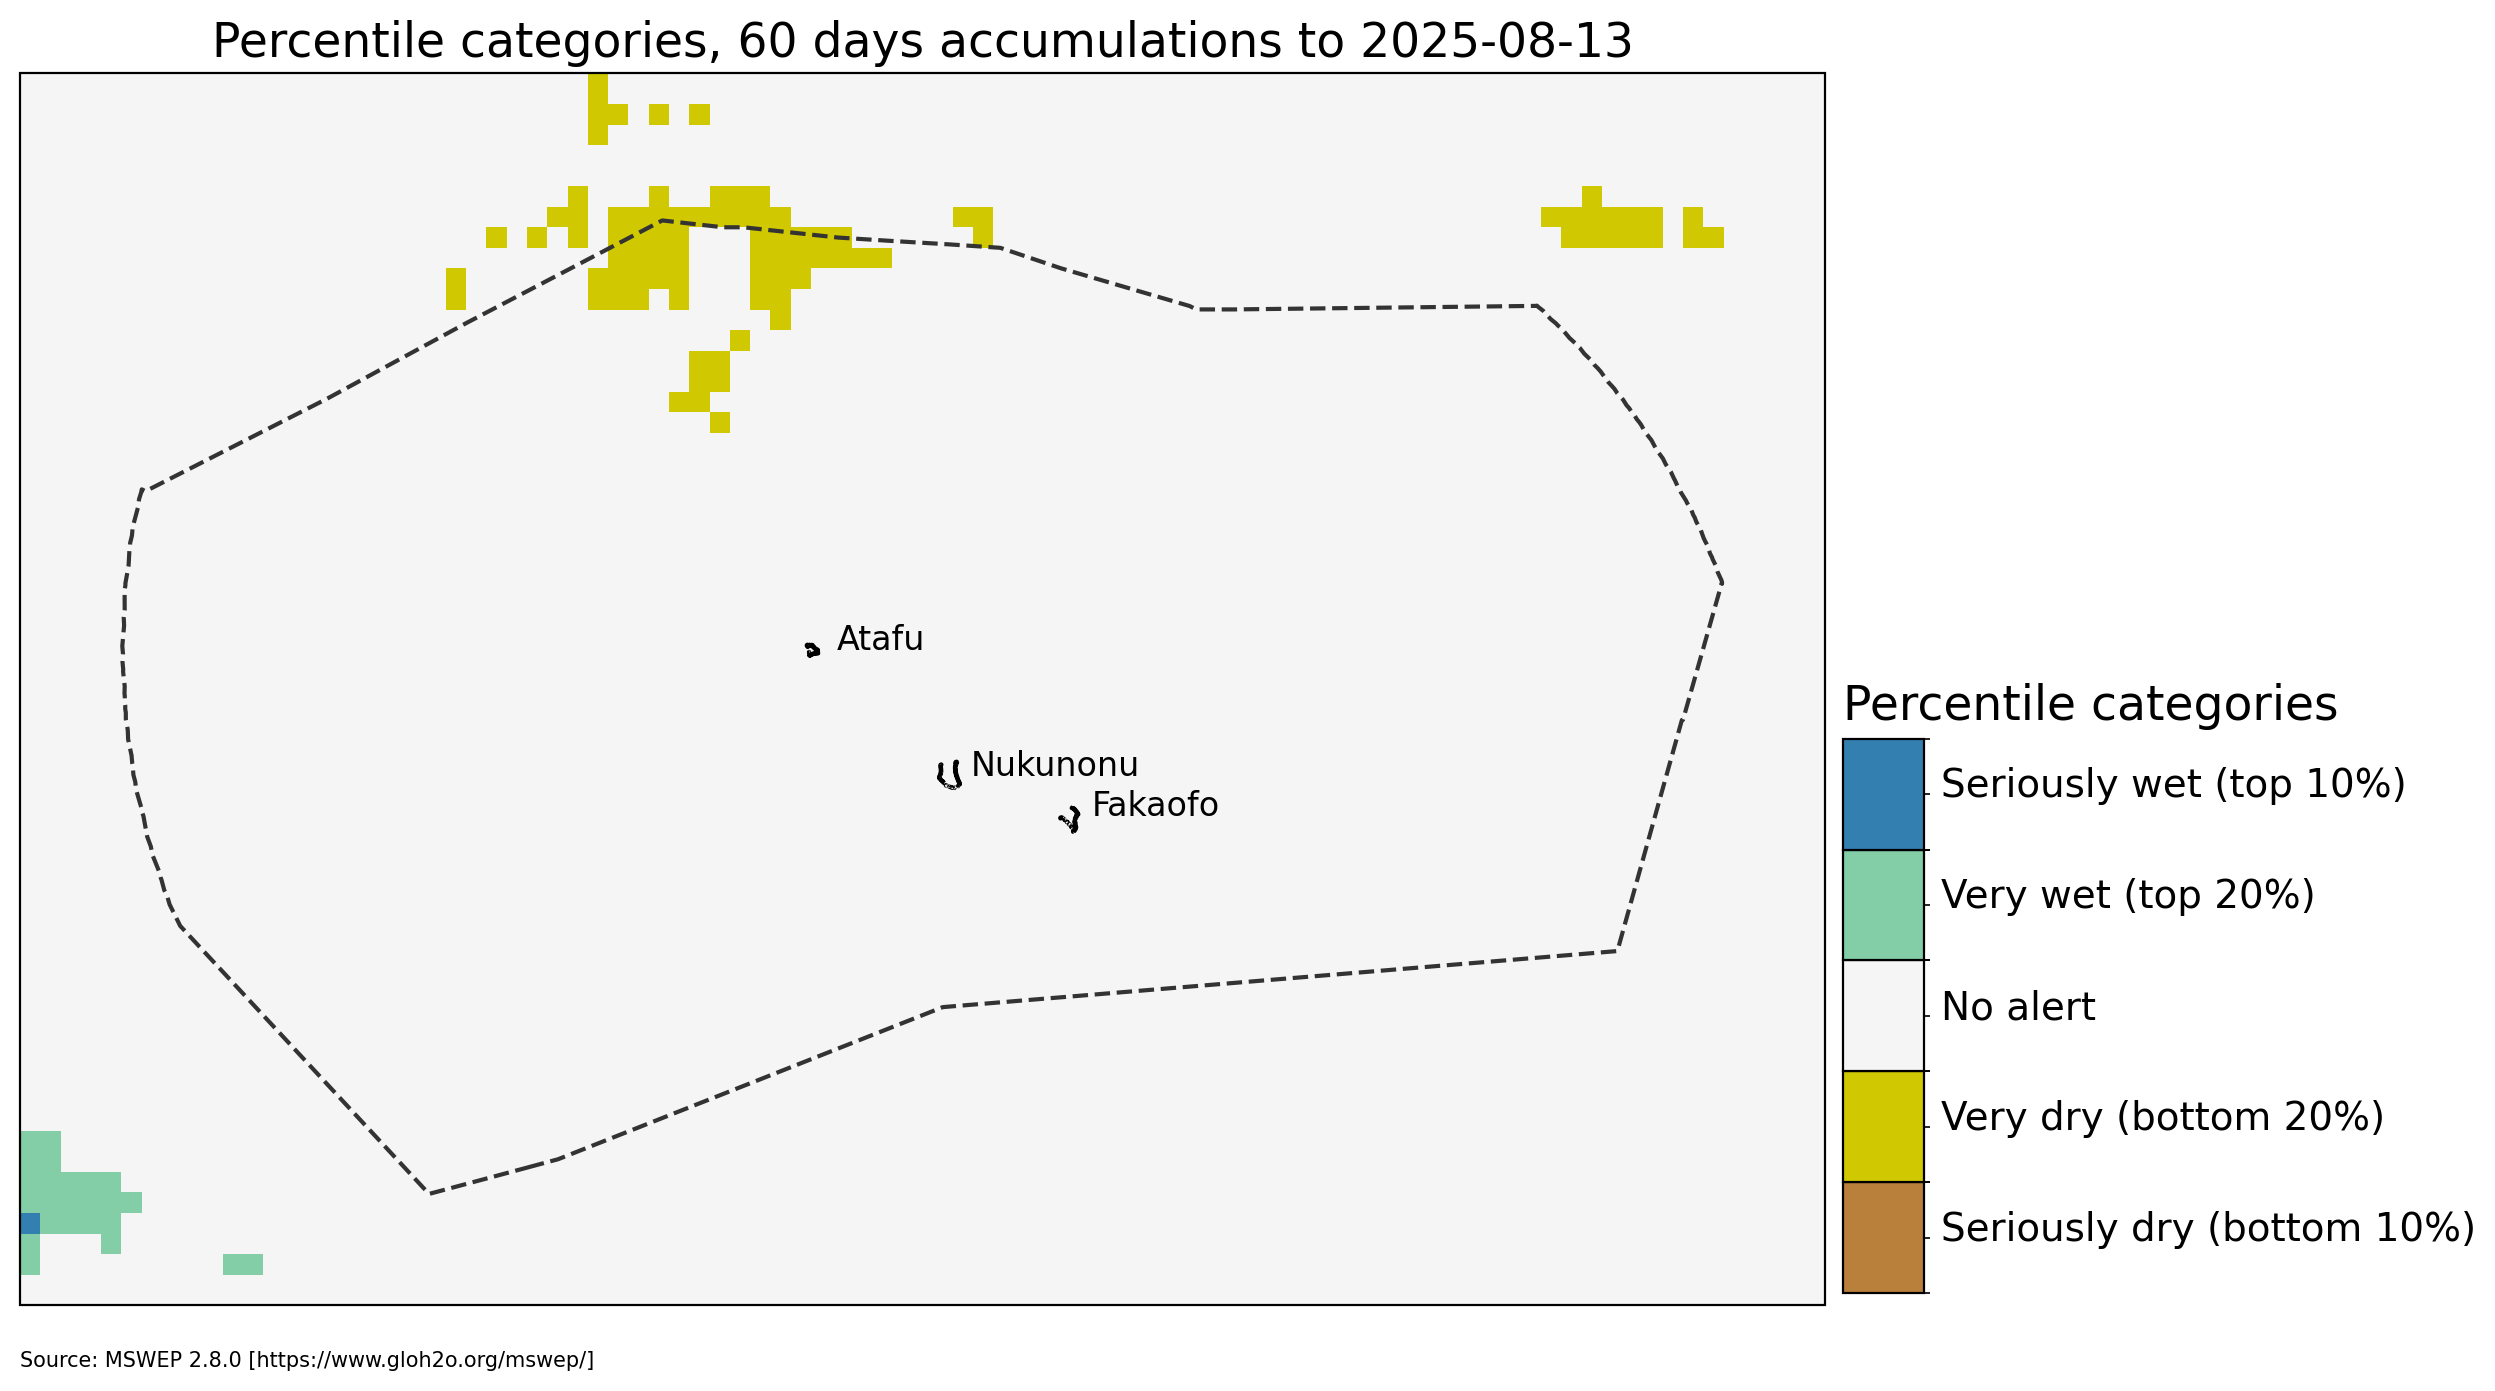 Percentile categories, 60 days accumulations to 2025-08-13
Atafu
Nukunonu
Fakaofo
Percentile categories
Seriously wet (top 10%)
Very wet (top 20%)
No alert
Very dry (bottom 20%)
Seriously dry (bottom 10%)
Source: MSWEP 2.8.0 [https://www.gloh2o.org/mswep/]